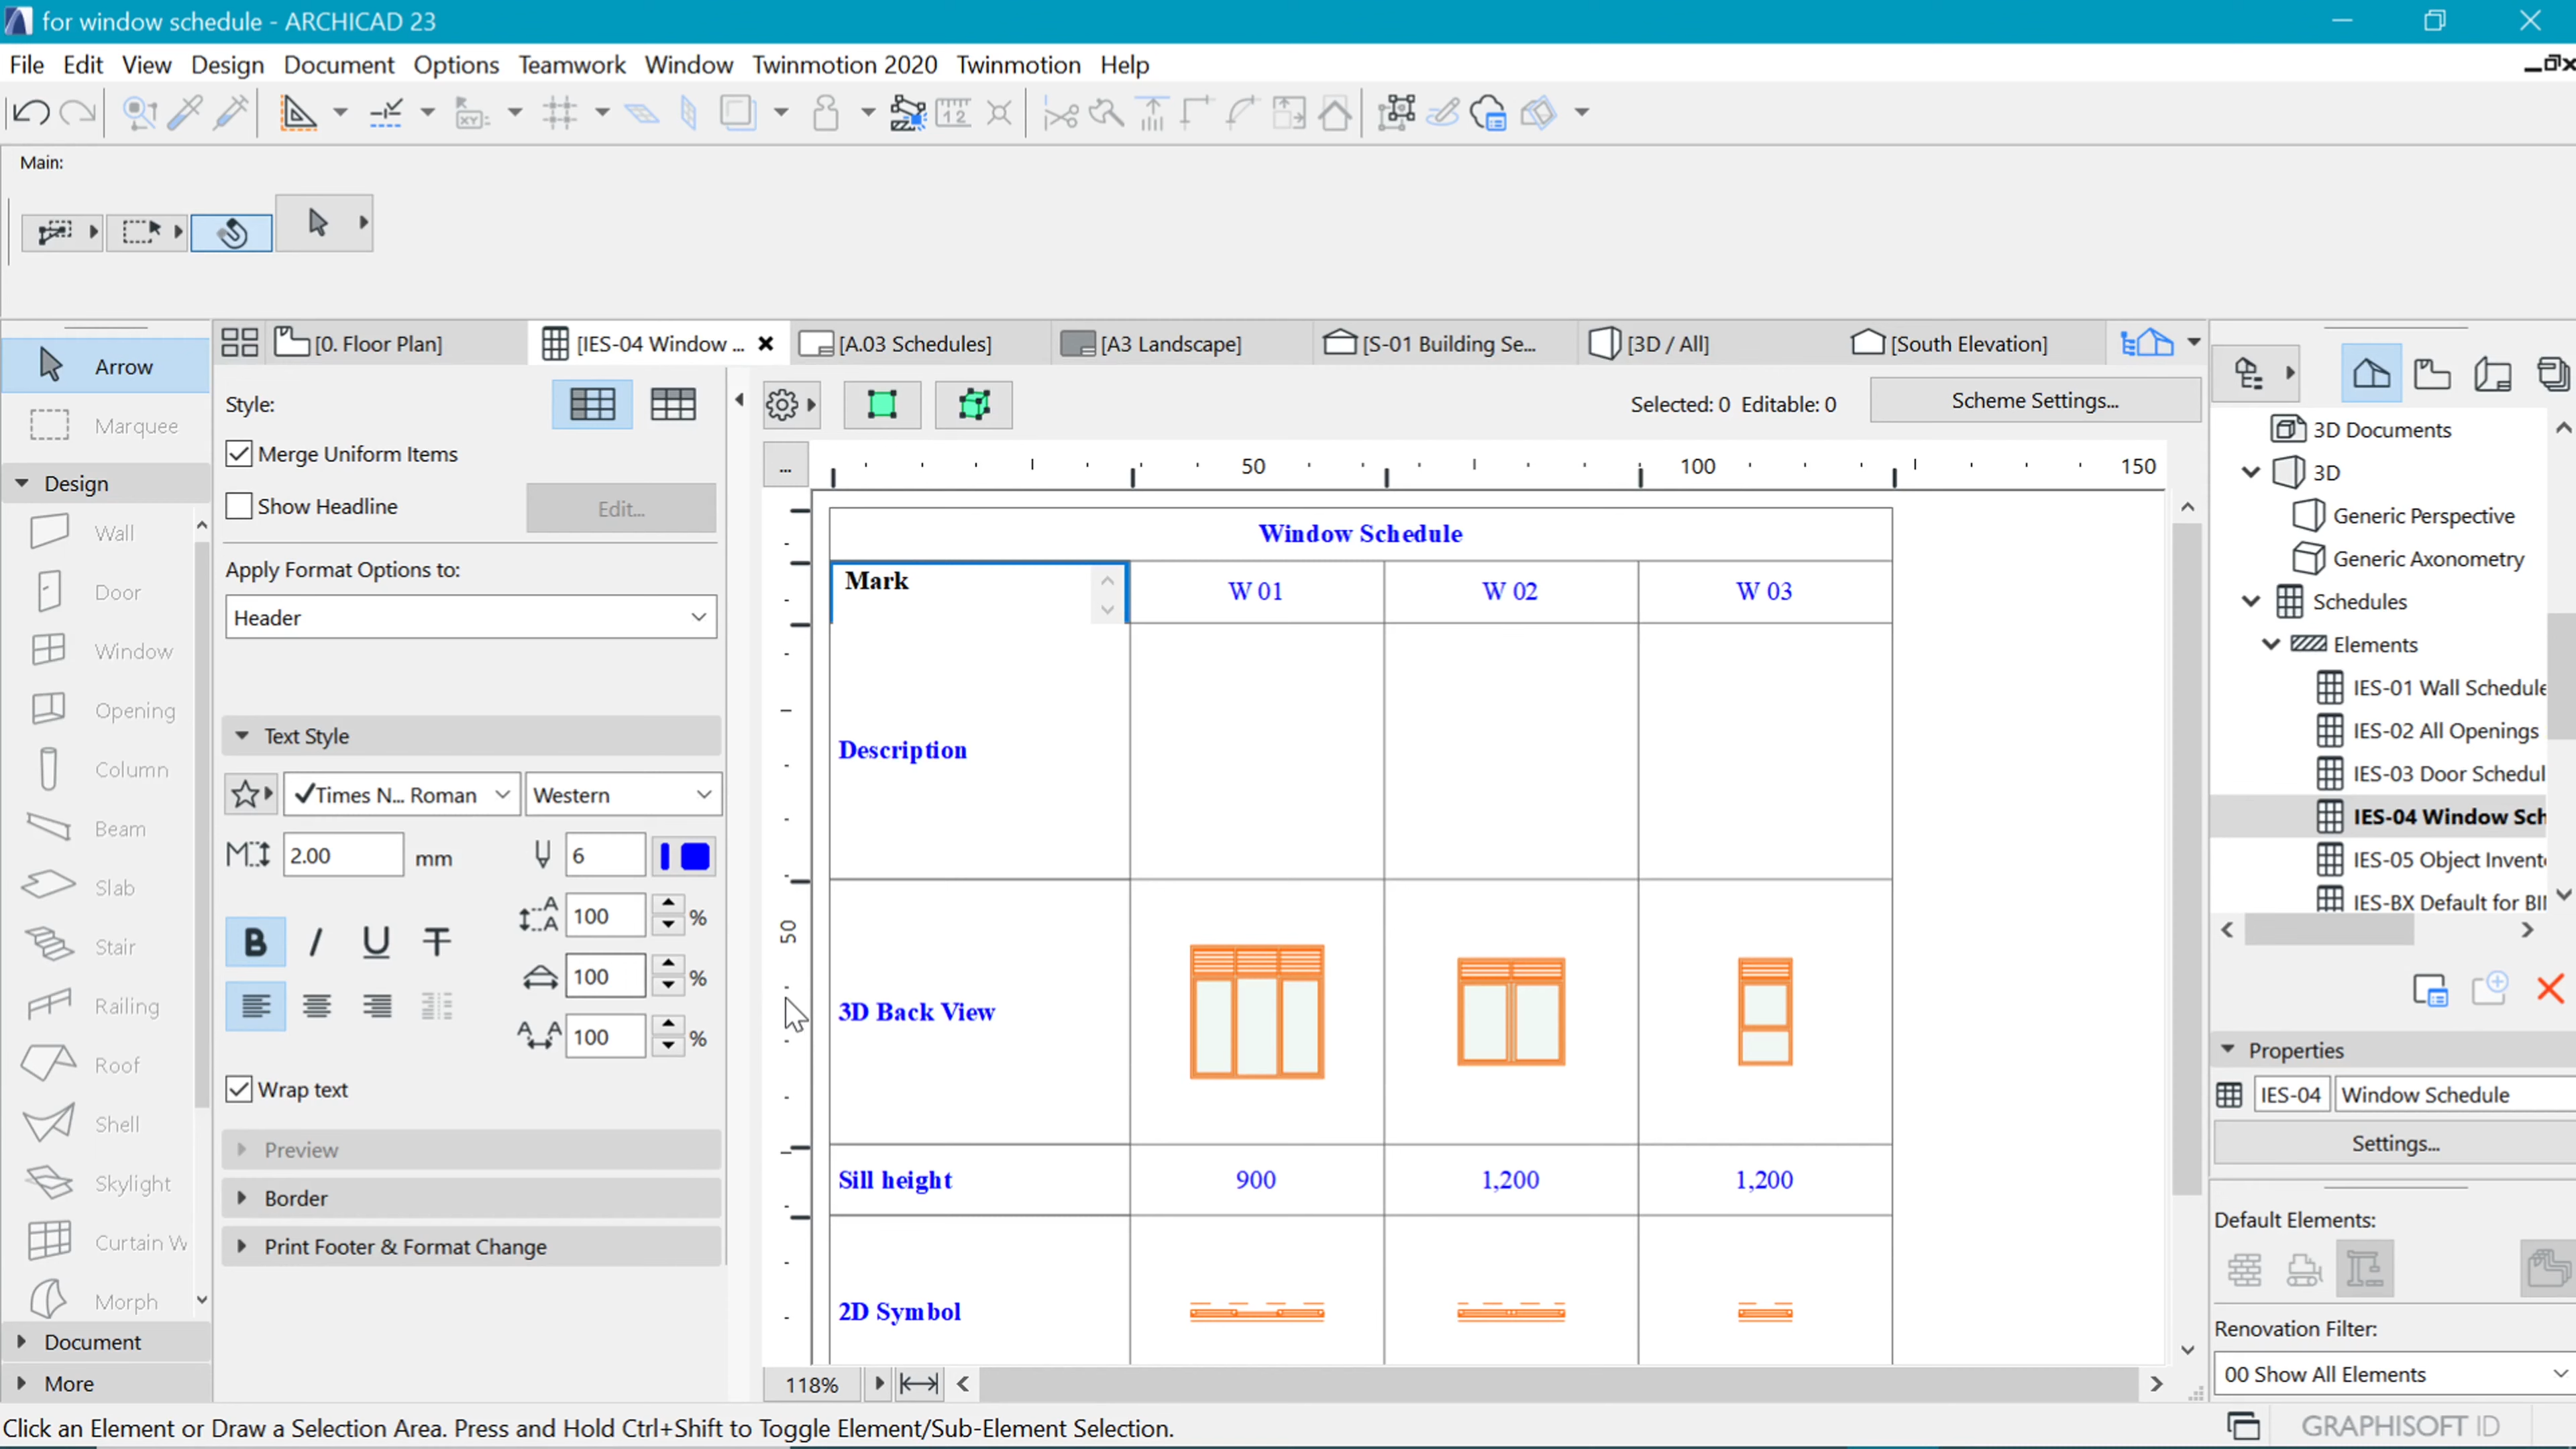 for window schedule - ARCHICAD 23
File Edit View Design Document Options Teamwork Window Twinmotion 2020 Twinmotion Help
XY:
1 2
Main:
Arrow
Marquee
Design
Wall
Door
Window
Opening
Column
Beam
Slab
Stair
Railing
Roof
Shell
Skylight
Curtain W
Morph
Document
More
[0. Floor Plan]
[IES-04 Window ...
[A.03 Schedules]
[A3 Landscape]
[S-01 Building Se...
[3D / All]
[South Elevation]
Style:
Merge Uniform Items
Show Headline
Edit...
Apply Format Options to:
Header
Text Style
Times N... Roman
Western
2.00 mm
6
100 %
B I U T
100 %
100 %
Wrap text
Preview
Border
Print Footer & Format Change
Selected: 0 Editable: 0
Scheme Settings...
...
50 100 150
50
Window Schedule
Mark W 01 W 02 W 03
Description
3D Back View
Sill height 900 1,200 1,200
2D Symbol
118%
3D Documents
3D
Generic Perspective
Generic Axonometry
Schedules
Elements
IES-01 Wall Schedule
IES-02 All Openings
IES-03 Door Schedul
IES-04 Window Sch
IES-05 Object Invent
IES-BX Default for BI
Properties
IES-04 Window Schedule
Settings...
Default Elements:
Renovation Filter:
00 Show All Elements
Click an Element or Draw a Selection Area. Press and Hold Ctrl+Shift to Toggle Element/Sub-Element Selection.
GRAPHISOFT ID